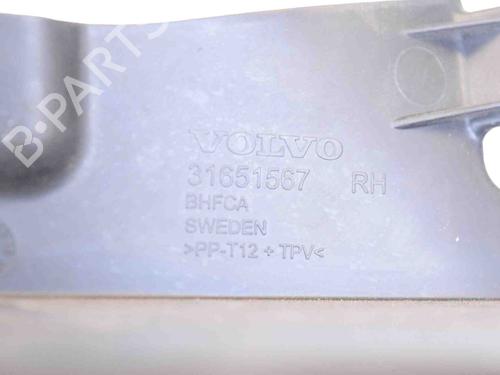 B-PARTS
VOLVO
31651567 RH
BHFCA
SWEDEN
>PP-T12 + TPV<